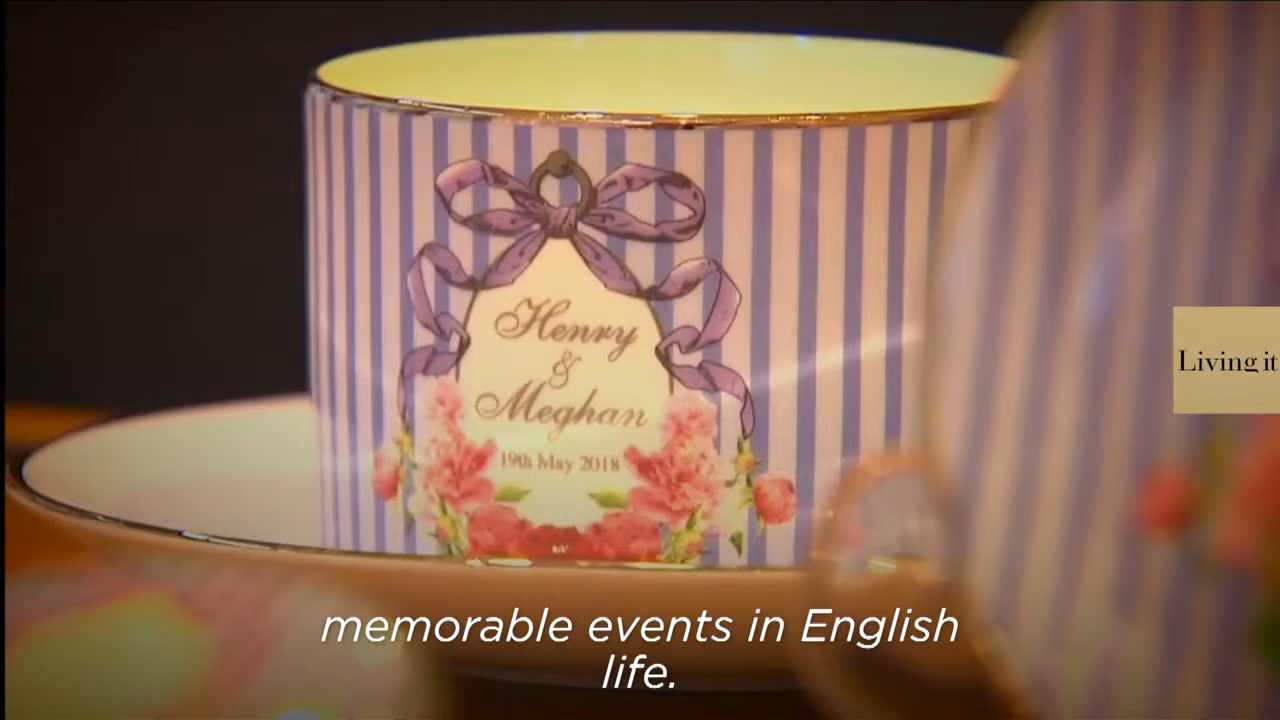 Henry
&
Meghan
19th May 2018
Living it
memorable events in English
life.